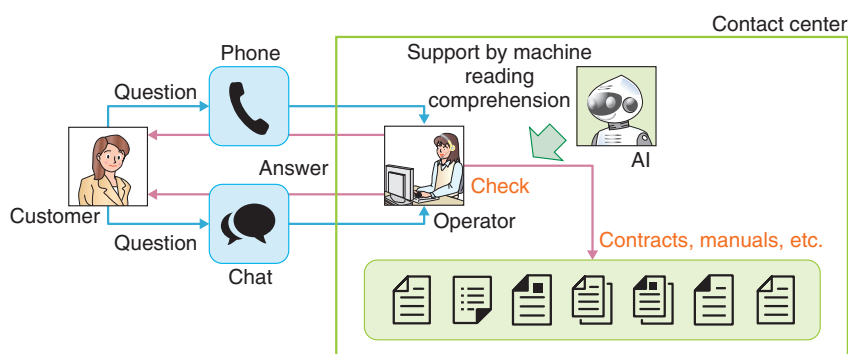 Contact center
Phone
Support by machine
reading
comprehension
Question
AI
Answer
Check
Customer
Operator
Question
Contracts, manuals, etc.
Chat